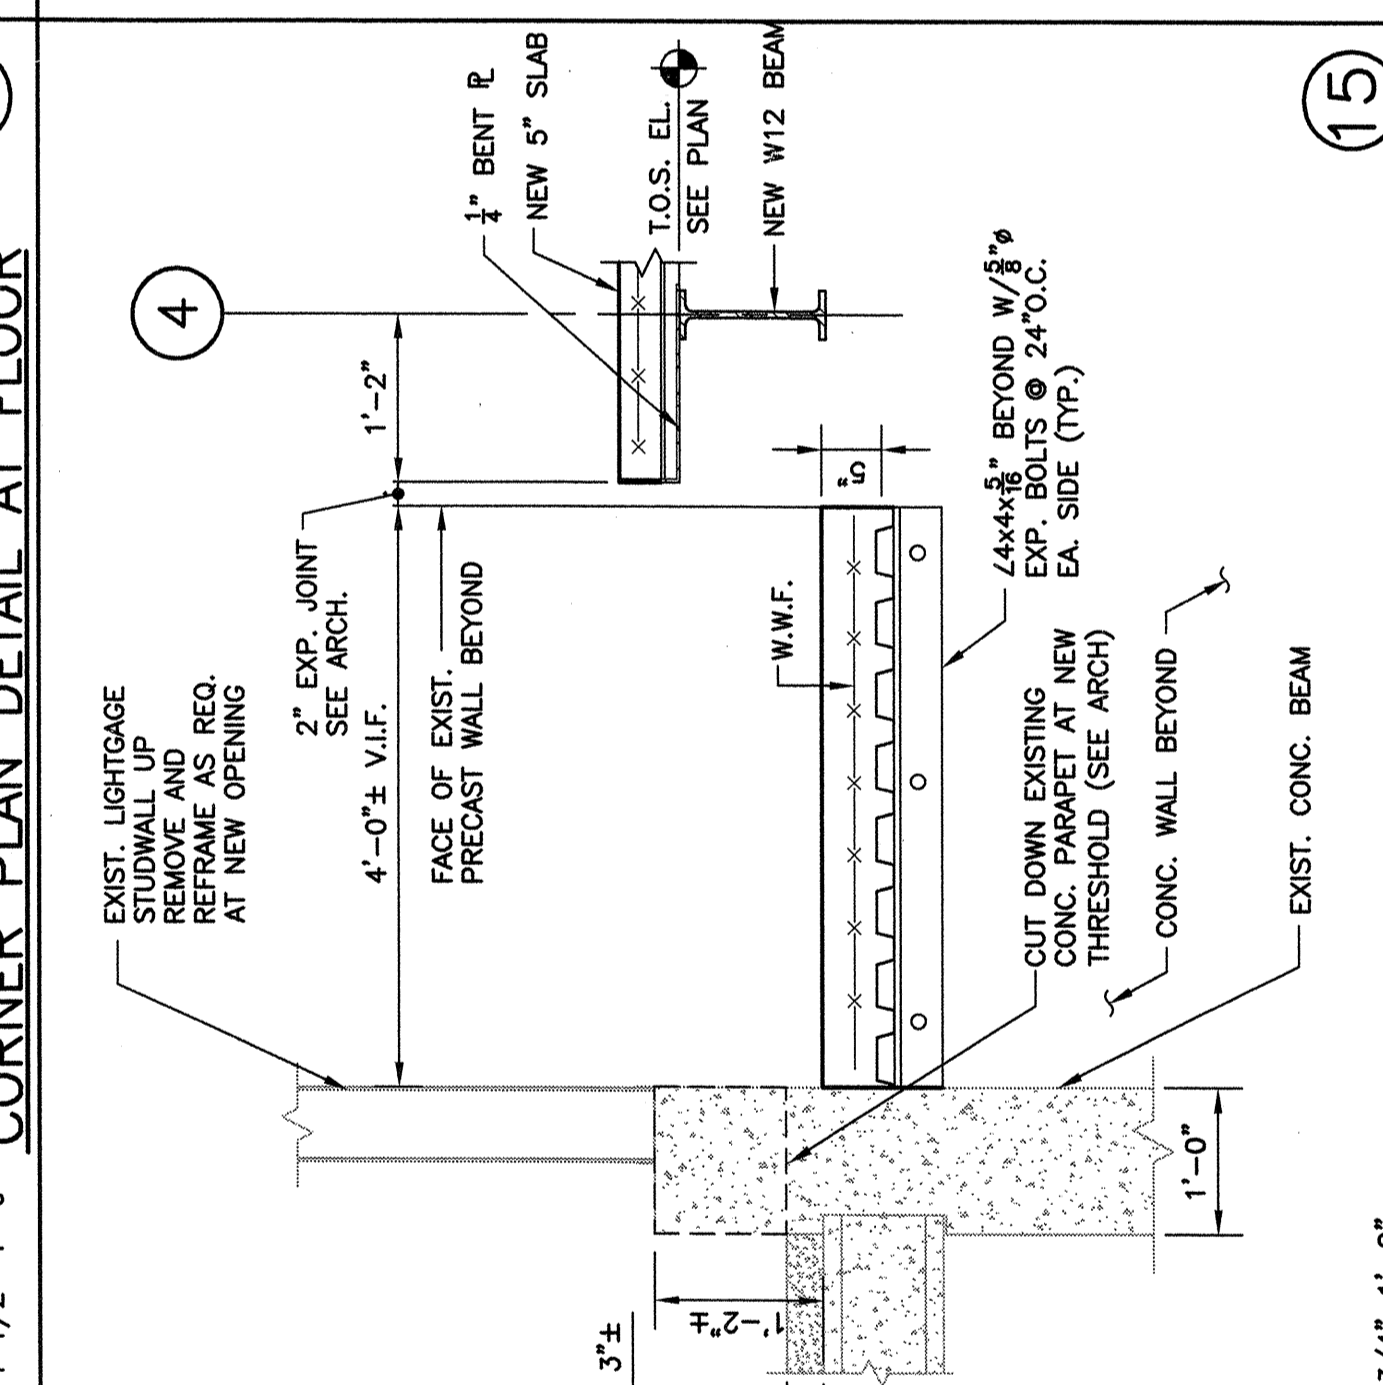 CORNER PLAN DETAIL AT FLOOR
4
1'-2"
1/4" BENT PL
NEW 5" SLAB
T.O.S. EL.
SEE PLAN
NEW W12 BEAM
EXIST. LIGHTGAGE
STUDWALL UP
REMOVE AND
REFRAME AS REQ.
AT NEW OPENING
2" EXP. JOINT
SEE ARCH.
4'-0"± V.I.F.
FACE OF EXIST.
PRECAST WALL BEYOND
5"
W.W.F.
∠4x4x5/16" BEYOND W/5/8"ø
EXP. BOLTS @ 24"O.C.
EA. SIDE (TYP.)
CUT DOWN EXISTING
CONC. PARAPET AT NEW
THRESHOLD (SEE ARCH)
CONC. WALL BEYOND
EXIST. CONC. BEAM
3"±
1'-2"±
1'-0"
15